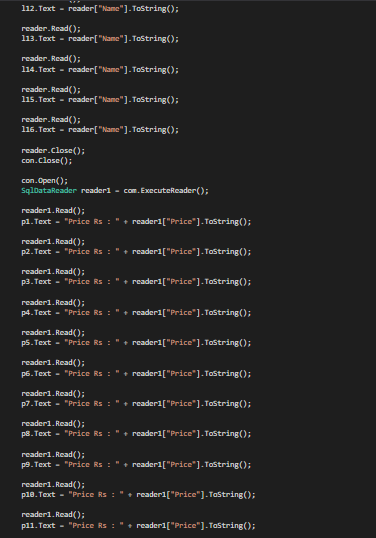 l12.Text = reader["Name"].ToString();
reader.Read();
l13.Text = reader["Name"].ToString();
reader.Read();
l14.Text = reader["Name"].ToString();
reader.Read();
l15.Text = reader["Name"].ToString();
reader.Read();
l16.Text = reader["Name"].ToString();
reader.Close();
con.Close();
con.Open();
SqlDataReader reader1 = com.ExecuteReader();
reader1.Read();
p1.Text = "Price Rs : " + reader1["Price"].ToString();
reader1.Read();
p2.Text = "Price Rs : " + reader1["Price"].ToString();
reader1.Read();
p3.Text = "Price Rs : " + reader1["Price"].ToString();
reader1.Read();
p4.Text = "Price Rs : " + reader1["Price"].ToString();
reader1.Read();
p5.Text = "Price Rs : " + reader1["Price"].ToString();
reader1.Read();
p6.Text = "Price Rs : " + reader1["Price"].ToString();
reader1.Read();
p7.Text = "Price Rs : " + reader1["Price"].ToString();
reader1.Read();
p8.Text = "Price Rs : " + reader1["Price"].ToString();
reader1.Read();
p9.Text = "Price Rs : " + reader1["Price"].ToString();
reader1.Read();
p10.Text = "Price Rs : " + reader1["Price"].ToString();
reader1.Read();
p11.Text = "Price Rs : " + reader1["Price"].ToString();